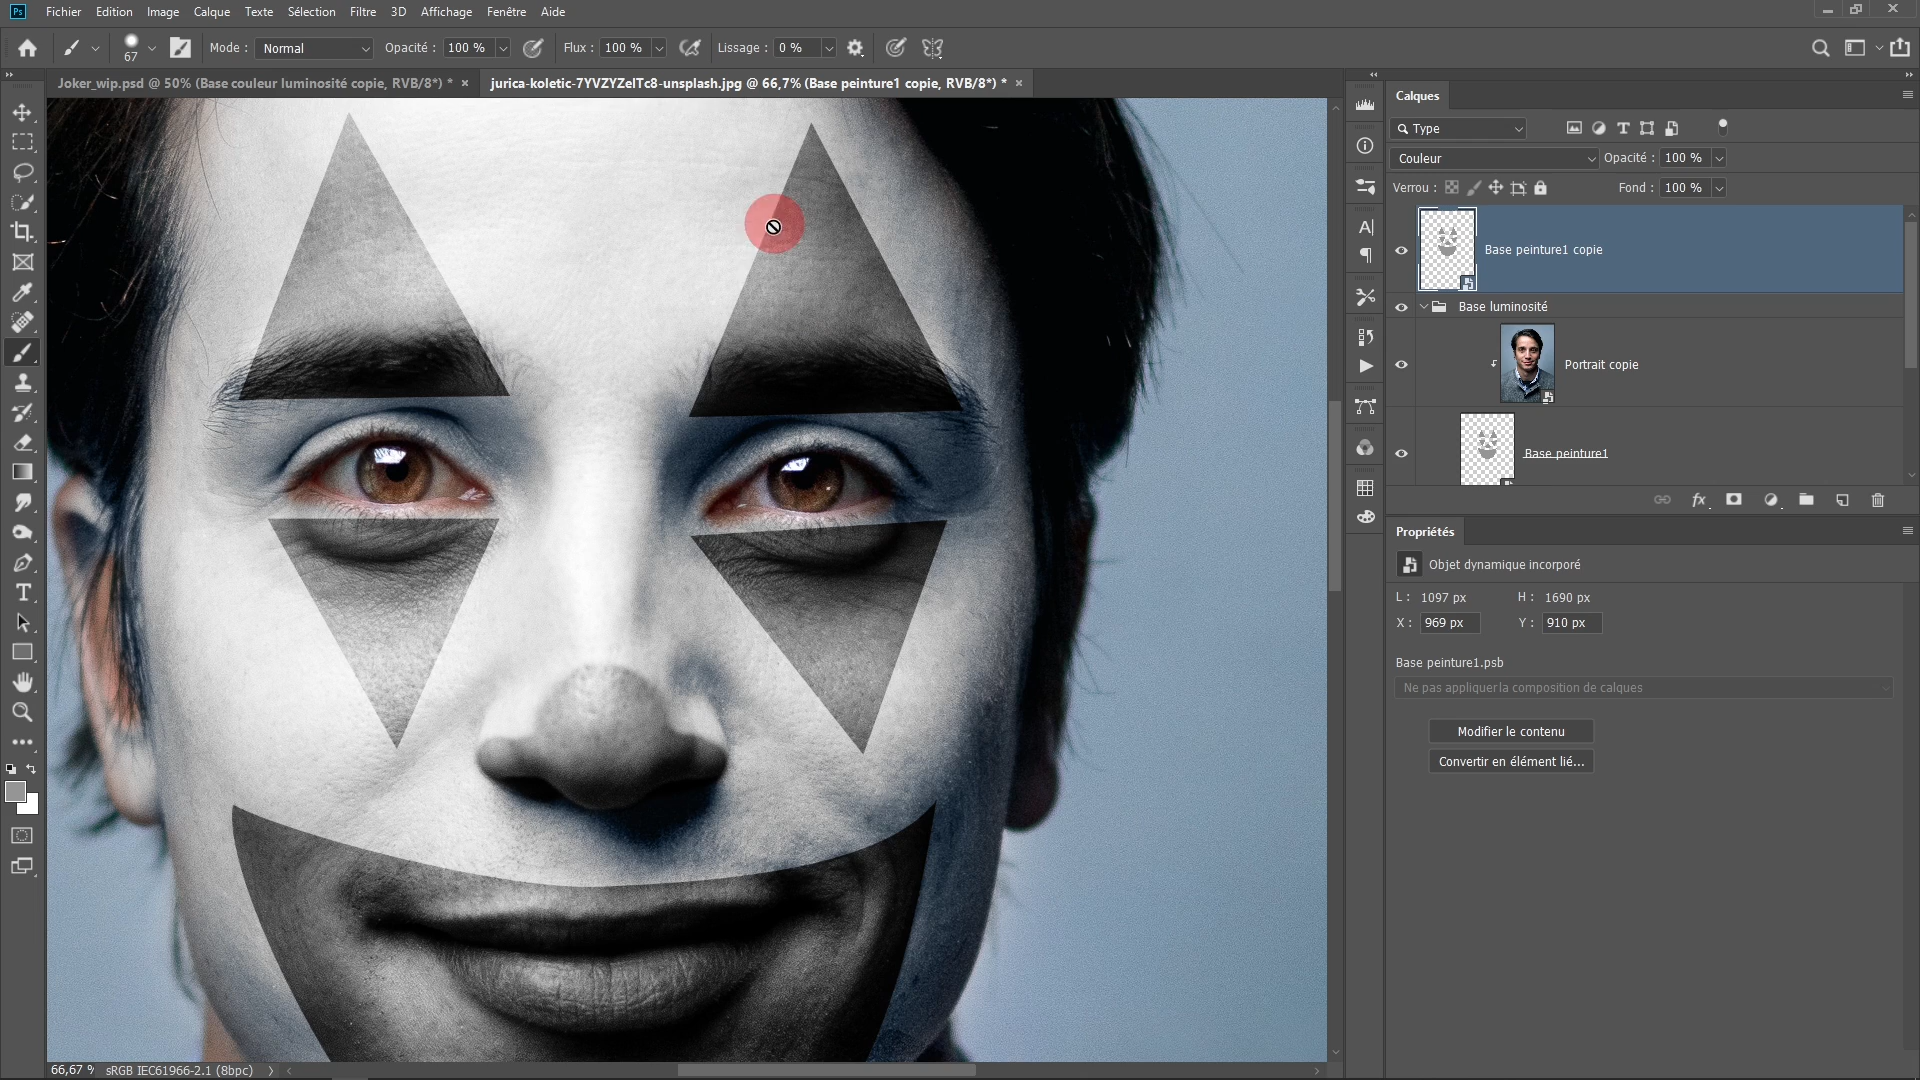 Ps Fichier Edition Image Calque Texte Sélection Filtre 3D Affichage Fenêtre Aide
67 Mode : Normal Opacité : 100 % Flux : 100 % Lissage : 0 %
Joker_wip.psd @ 50% (Base couleur luminosité copie, RVB/8*) * × jurica-koletic-7YVZYZeITc8-unsplash.jpg @ 66,7% (Base peinture1 copie, RVB/8*) * ×
Calques
Type
Couleur Opacité : 100 %
Verrou : Fond : 100 %
Base peinture1 copie
Base luminosité
Portrait copie
Base peinture1
fx
Propriétés
Objet dynamique incorporé
L : 1097 px H : 1690 px
X : 969 px Y : 910 px
Base peinture1.psb
Ne pas appliquer la composition de calques
Modifier le contenu
Convertir en élément lié...
66,67 % sRGB IEC61966-2.1 (8bpc)